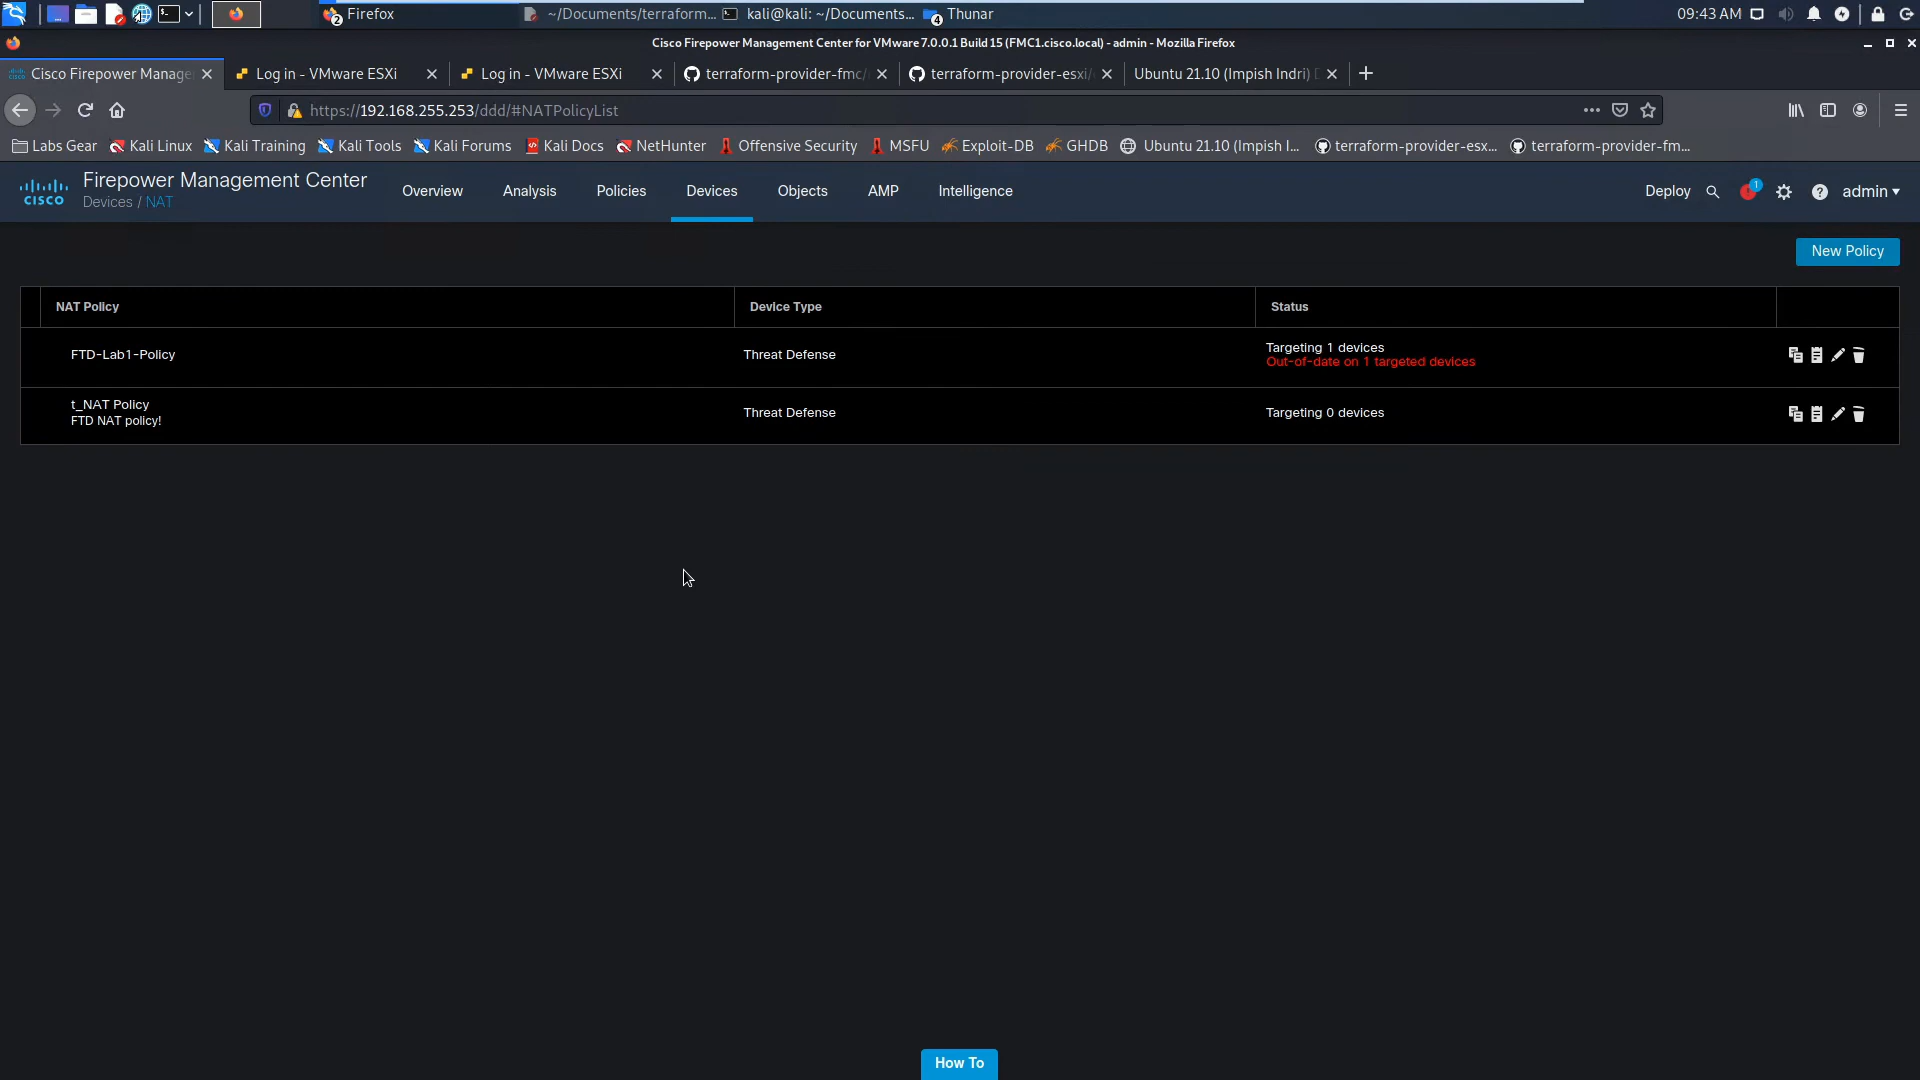 Firefox
~/Documents/terraform...
kali@kali: ~/Documents...
Thunar
09:43 AM
Cisco Firepower Management Center for VMware 7.0.0.1 Build 15 (FMC1.cisco.local) - admin - Mozilla Firefox
Cisco Firepower Manage
Log in - VMware ESXi
Log in - VMware ESXi
terraform-provider-fmc/
terraform-provider-esxi/
Ubuntu 21.10 (Impish Indri)
https://192.168.255.253/ddd/#NATPolicyList
Labs Gear
Kali Linux
Kali Training
Kali Tools
Kali Forums
Kali Docs
NetHunter
Offensive Security
MSFU
Exploit-DB
GHDB
Ubuntu 21.10 (Impish I...
terraform-provider-esx...
terraform-provider-fm...
cisco
Firepower Management Center
Devices / NAT
Overview
Analysis
Policies
Devices
Objects
AMP
Intelligence
Deploy
1
admin
New Policy
NAT Policy
Device Type
Status
FTD-Lab1-Policy
Threat Defense
Targeting 1 devices
Out-of-date on 1 targeted devices
t_NAT Policy
FTD NAT policy!
Threat Defense
Targeting 0 devices
How To